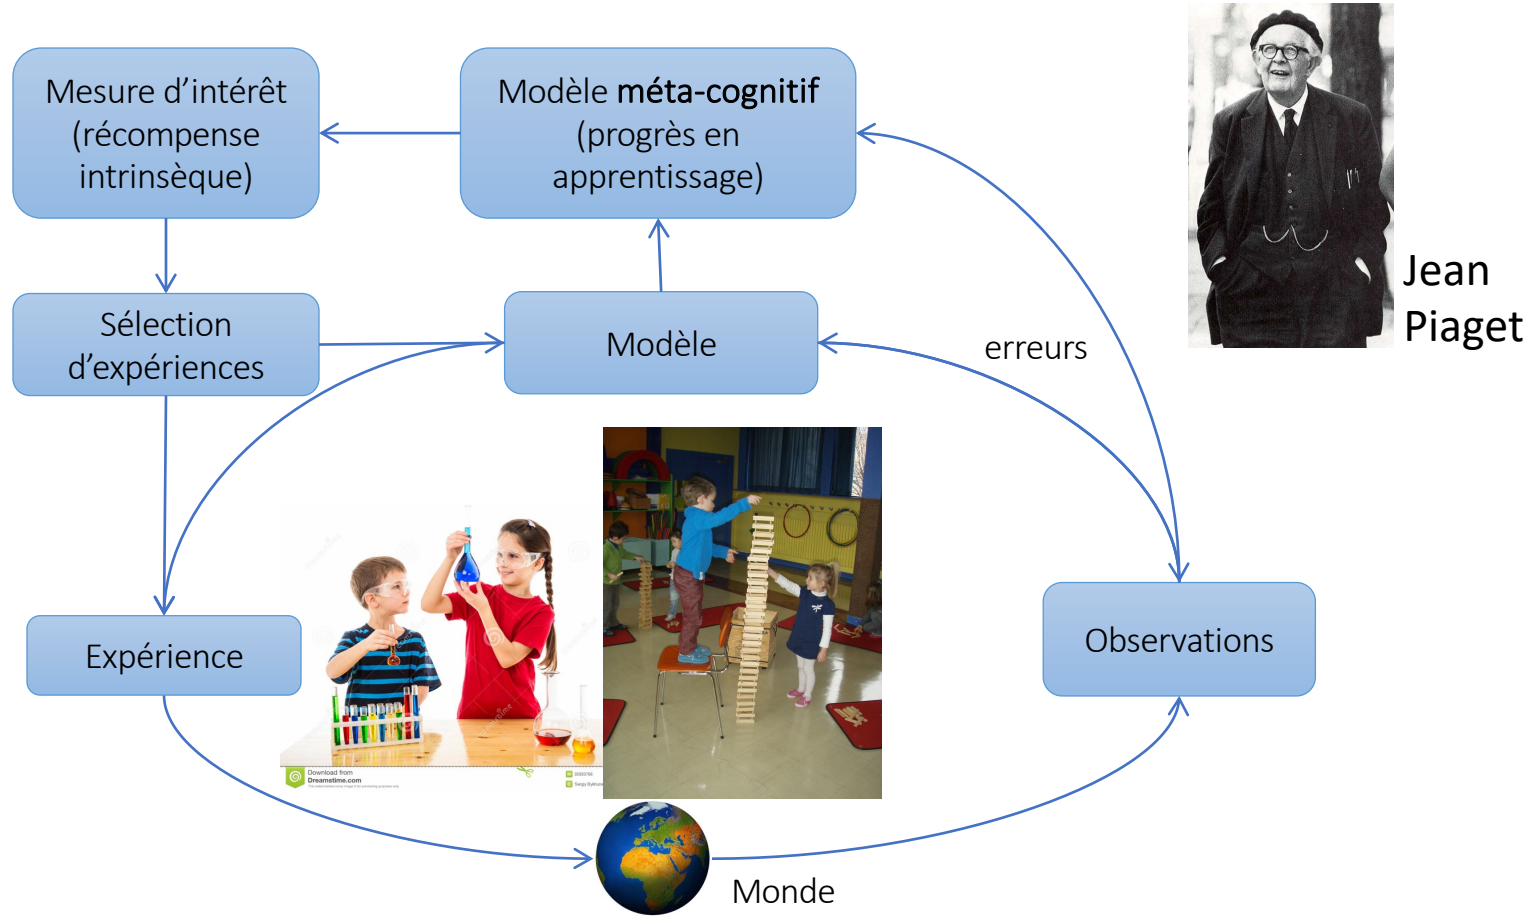 Mesure d’intérêt
(récompense
intrinsèque)
Modèle méta-cognitif
(progrès en
apprentissage)
Jean
Piaget
Sélection
d’expériences
Modèle
erreurs
Expérience
Observations
Download from
Dreamstime.com
Monde